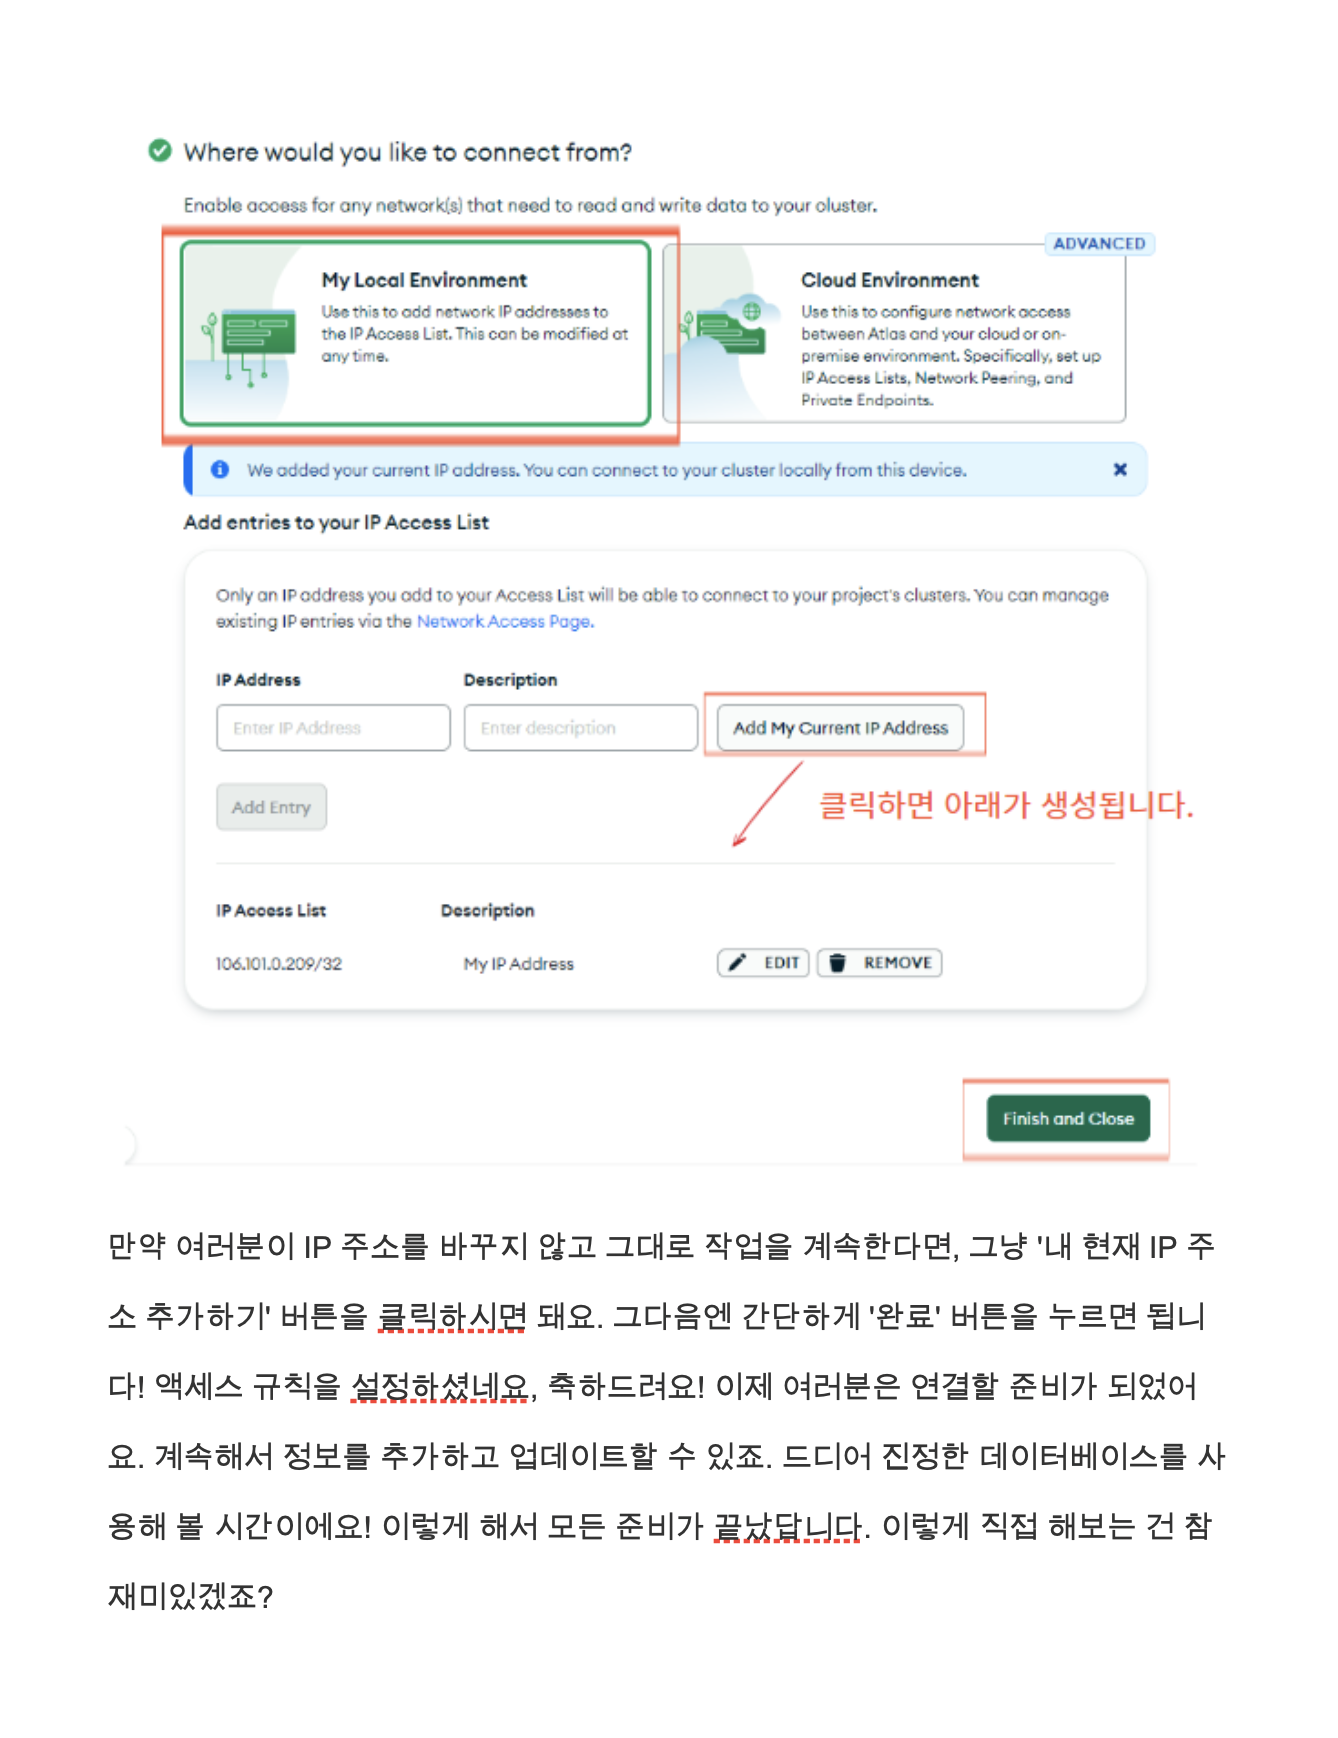 Where would you like to connect from?
Enable access for any network(s) that need to read and write data to your cluster.
ADVANCED
My Local Environment
Use this to add network IP addresses to
the IP Access List. This can be modified at
any time.
Cloud Environment
Use this to configure network access
between Atlas and your cloud or on-
premise environment. Specifically, set up
IP Access Lists, Network Peering, and
Private Endpoints.
We added your current IP address. You can connect to your cluster locally from this device.
Add entries to your IP Access List
Only an IP address you add to your Access List will be able to connect to your project's clusters. You can manage
existing IP entries via the Network Access Page.
IP Address Description
Enter IP Address Enter description Add My Current IP Address
클릭하면 아래가 생성됩니다.
Add Entry
IP Access List Description
106.101.0.209/32 My IP Address EDIT REMOVE
Finish and Close
만약 여러분이 IP 주소를 바꾸지 않고 그대로 작업을 계속한다면, 그냥 '내 현재 IP 주
소 추가하기' 버튼을 클릭하시면 돼요. 그다음엔 간단하게 '완료' 버튼을 누르면 됩니
다! 액세스 규칙을 설정하셨네요, 축하드려요! 이제 여러분은 연결할 준비가 되었어
요. 계속해서 정보를 추가하고 업데이트할 수 있죠. 드디어 진정한 데이터베이스를 사
용해 볼 시간이에요! 이렇게 해서 모든 준비가 끝났답니다. 이렇게 직접 해보는 건 참
재미있겠죠?